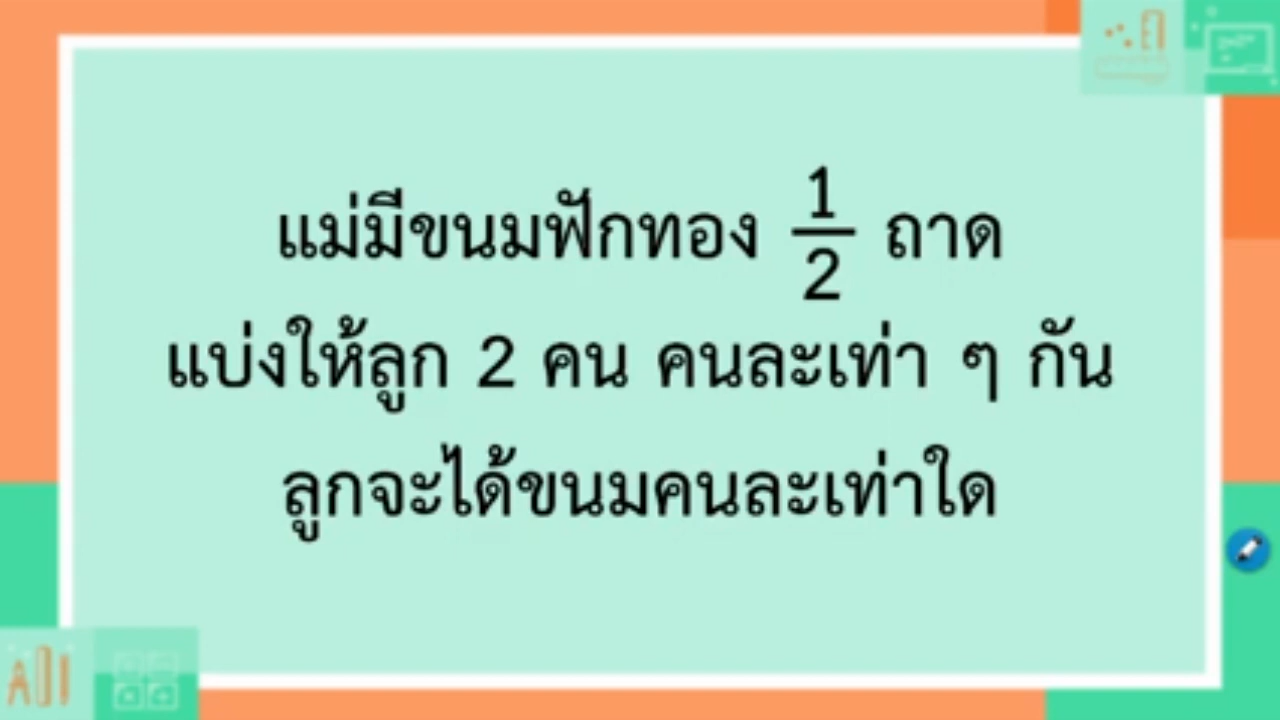 แม่มีขนมฟักทอง 1/2 ถาด
แบ่งให้ลูก 2 คน คนละเท่า ๆ กัน
ลูกจะได้ขนมคนละเท่าใด